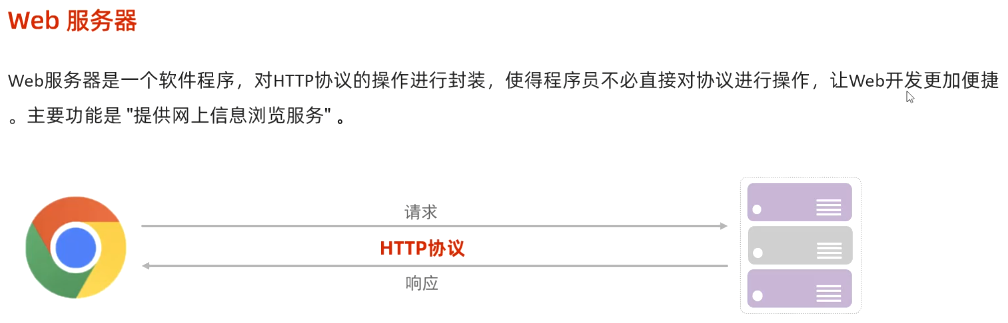 Web 服务器
Web服务器是一个软件程序，对HTTP协议的操作进行封装，使得程序员不必直接对协议进行操作，让Web开发更加便捷
。主要功能是 "提供网上信息浏览服务" 。
请求
HTTP协议
响应